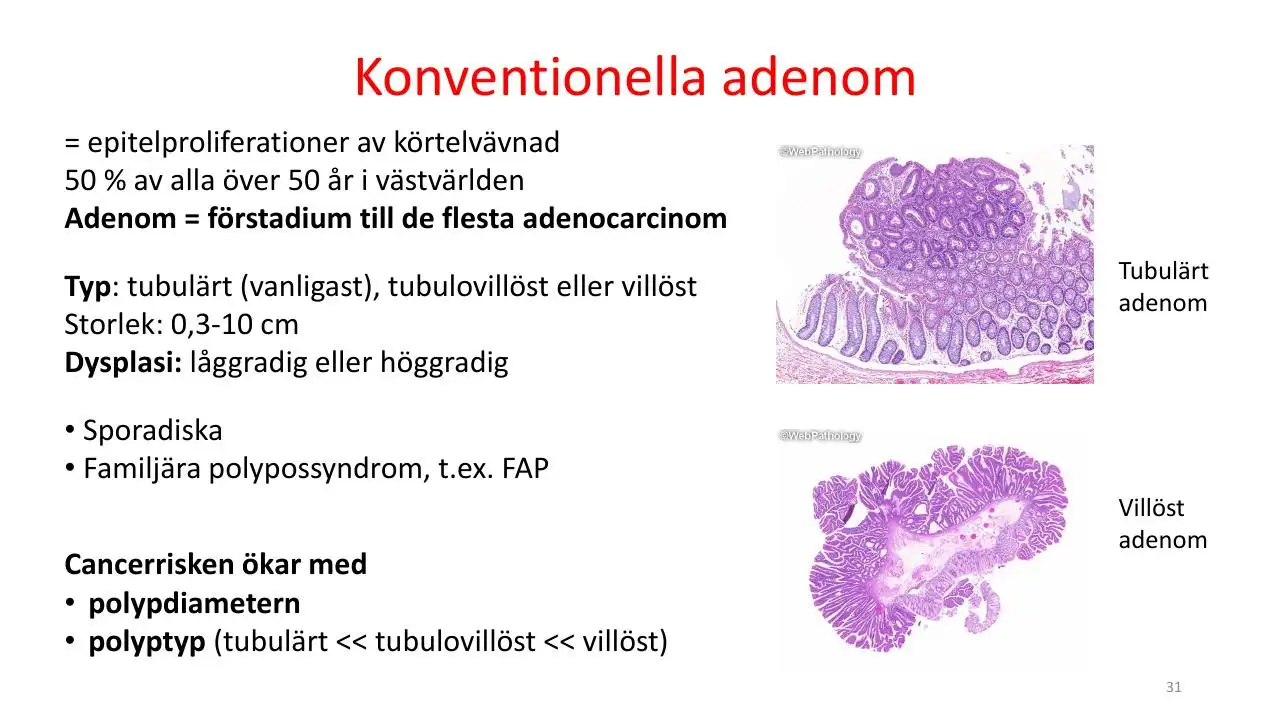 Konventionella adenom
= epitelproliferationer av körtelvävnad
50 % av alla över 50 år i västvärlden
Adenom = förstadium till de flesta adenocarcinom
Typ: tubulärt (vanligast), tubulovillöst eller villöst
Storlek: 0,3-10 cm
Dysplasi: låggradig eller höggradig
• Sporadiska
• Familjära polypossyndrom, t.ex. FAP
Cancerrisken ökar med
• polypdiametern
• polyptyp (tubulärt << tubulovillöst << villöst)
©WebPathology
Tubulärt
adenom
©WebPathology
Villöst
adenom
31